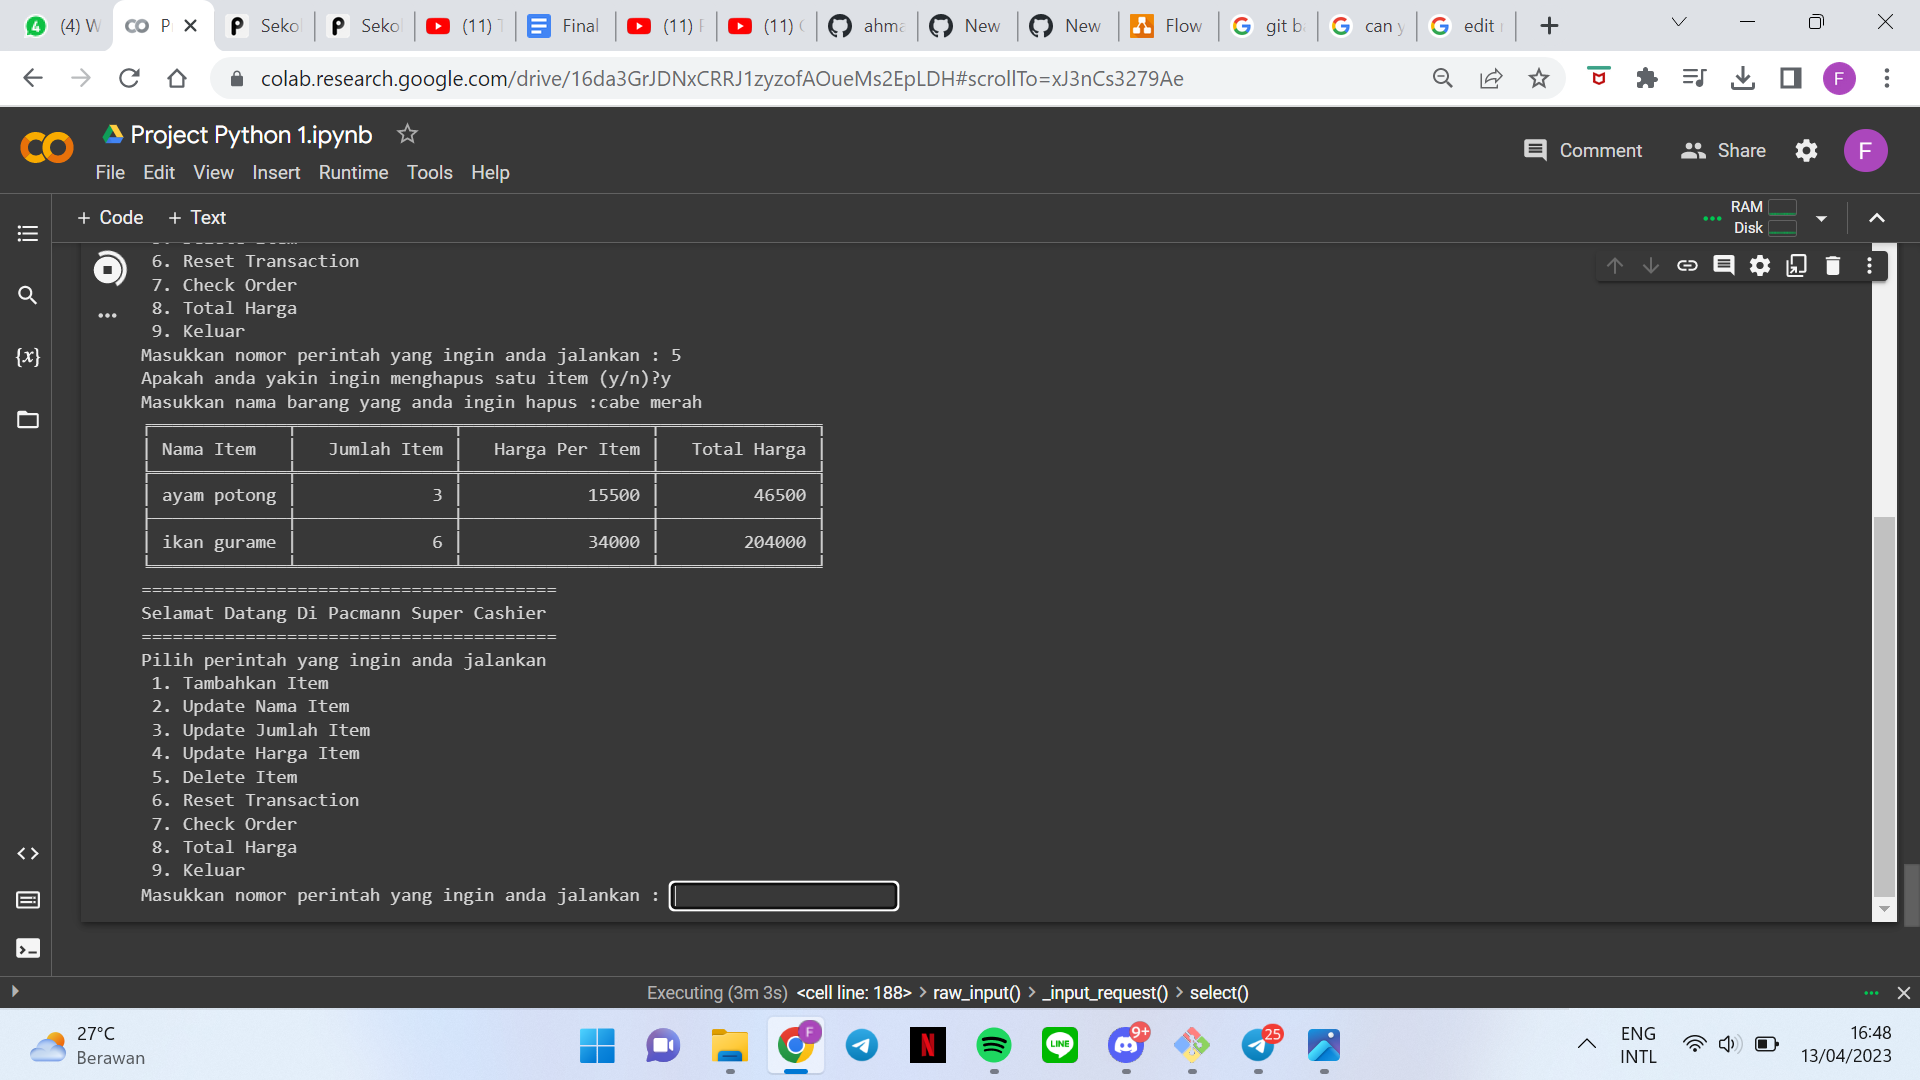 4 (4) W
P
Seko
Seko
(11) T
Final
(11)
(11)
ahma
New
New
Flow
git b
can y
edit
colab.research.google.com/drive/16da3GrJDNxCRRJ1zyzofAOueMs2EpLDH#scrollTo=xJ3nCs3279Ae
F
Project Python 1.ipynb
File Edit View Insert Runtime Tools Help
Comment
Share
F
+ Code + Text
RAM
Disk
6. Reset Transaction
7. Check Order
8. Total Harga
9. Keluar
Masukkan nomor perintah yang ingin anda jalankan : 5
Apakah anda yakin ingin menghapus satu item (y/n)?y
Masukkan nama barang yang anda ingin hapus :cabe merah
Nama Item Jumlah Item Harga Per Item Total Harga
ayam potong 3 15500 46500
ikan gurame 6 34000 204000
========================================
Selamat Datang Di Pacmann Super Cashier
========================================
Pilih perintah yang ingin anda jalankan
1. Tambahkan Item
2. Update Nama Item
3. Update Jumlah Item
4. Update Harga Item
5. Delete Item
6. Reset Transaction
7. Check Order
8. Total Harga
9. Keluar
Masukkan nomor perintah yang ingin anda jalankan :
Executing (3m 3s) <cell line: 188> > raw_input() > _input_request() > select()
27°C
Berawan
F
N
LINE
9+
25
ENG
INTL
16:48
13/04/2023